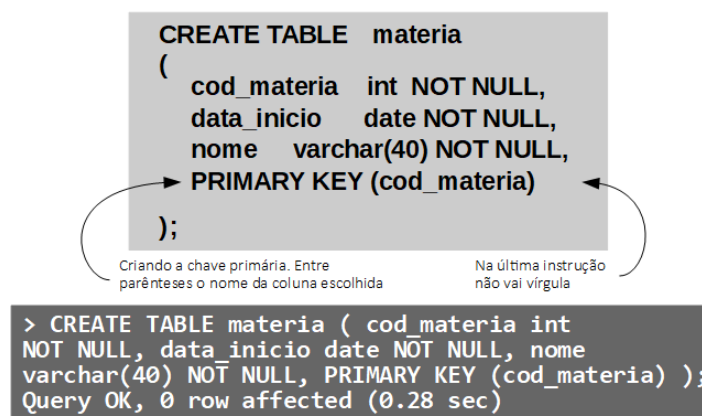 CREATE TABLE materia
(
cod_materia int NOT NULL,
data_inicio date NOT NULL,
nome varchar(40) NOT NULL,
PRIMARY KEY (cod_materia)
);
Criando a chave primária. Entre
parênteses o nome da coluna escolhida
Na última instrução
não vai vírgula
> CREATE TABLE materia ( cod_materia int
NOT NULL, data_inicio date NOT NULL, nome
varchar(40) NOT NULL, PRIMARY KEY (cod_materia) );
Query OK, 0 row affected (0.28 sec)